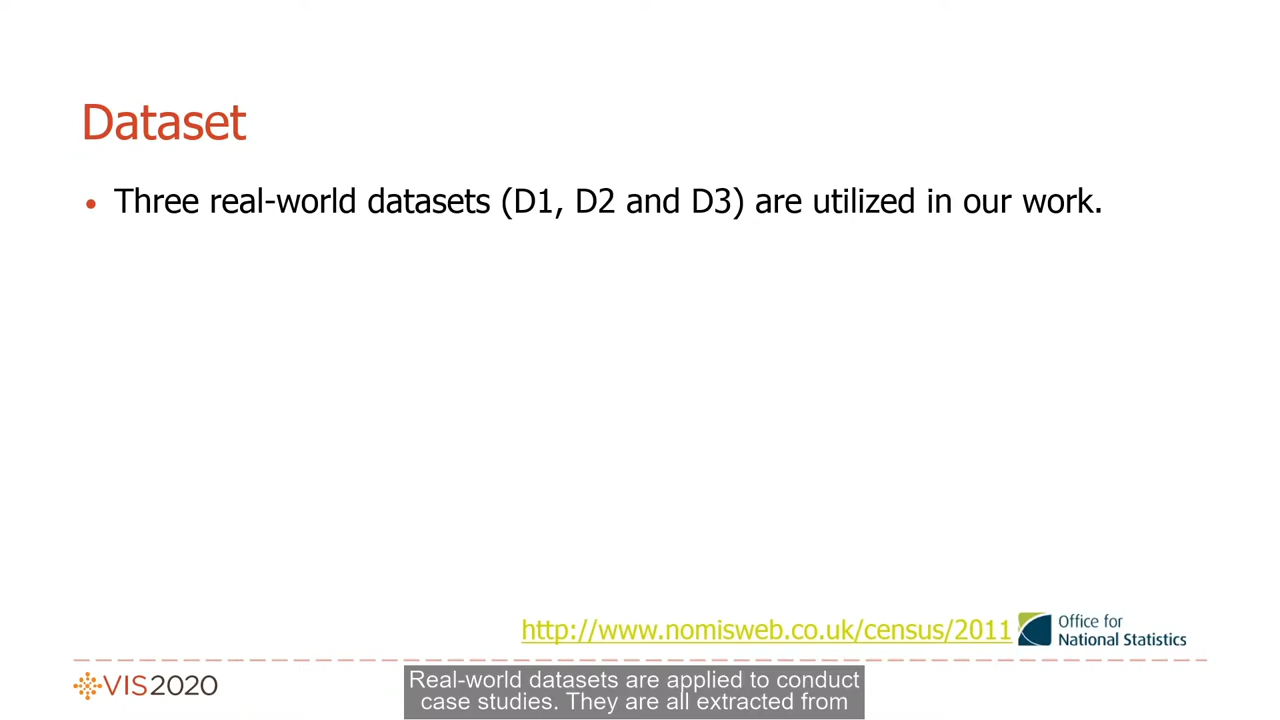 Dataset
• Three real-world datasets (D1, D2 and D3) are utilized in our work.
http://www.nomisweb.co.uk/census/2011
Office for
National Statistics
VIS2020
Real-world datasets are applied to conduct
case studies. They are all extracted from